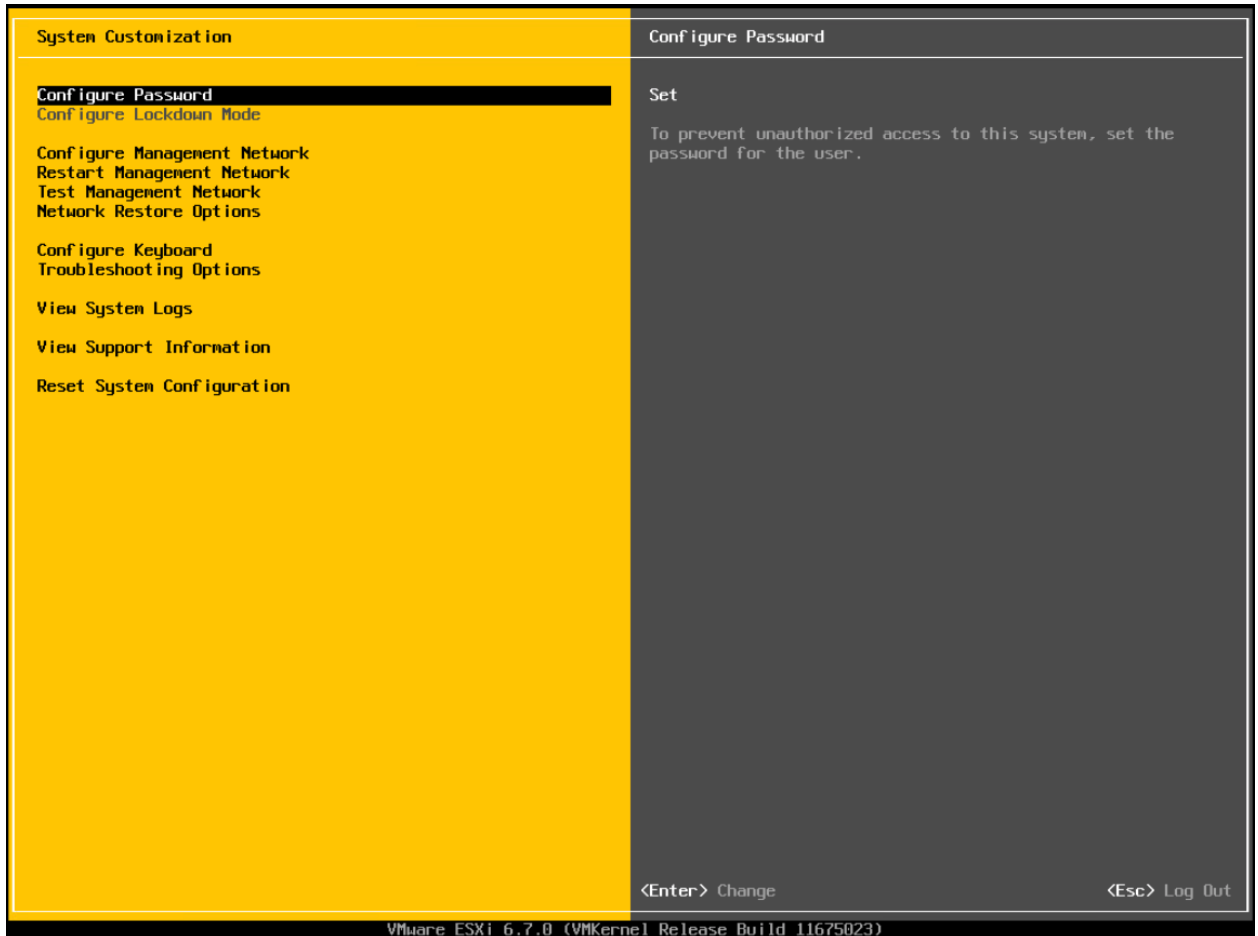 System Customization
Configure Password
Configure Lockdown Mode
Configure Management Network
Restart Management Network
Test Management Network
Network Restore Options
Configure Keyboard
Troubleshooting Options
View System Logs
View Support Information
Reset System Configuration
Configure Password
Set
To prevent unauthorized access to this system, set the
password for the user.
<Enter> Change
<Esc> Log Out
VMware ESXi 6.7.0 (VMKernel Release Build 11675023)